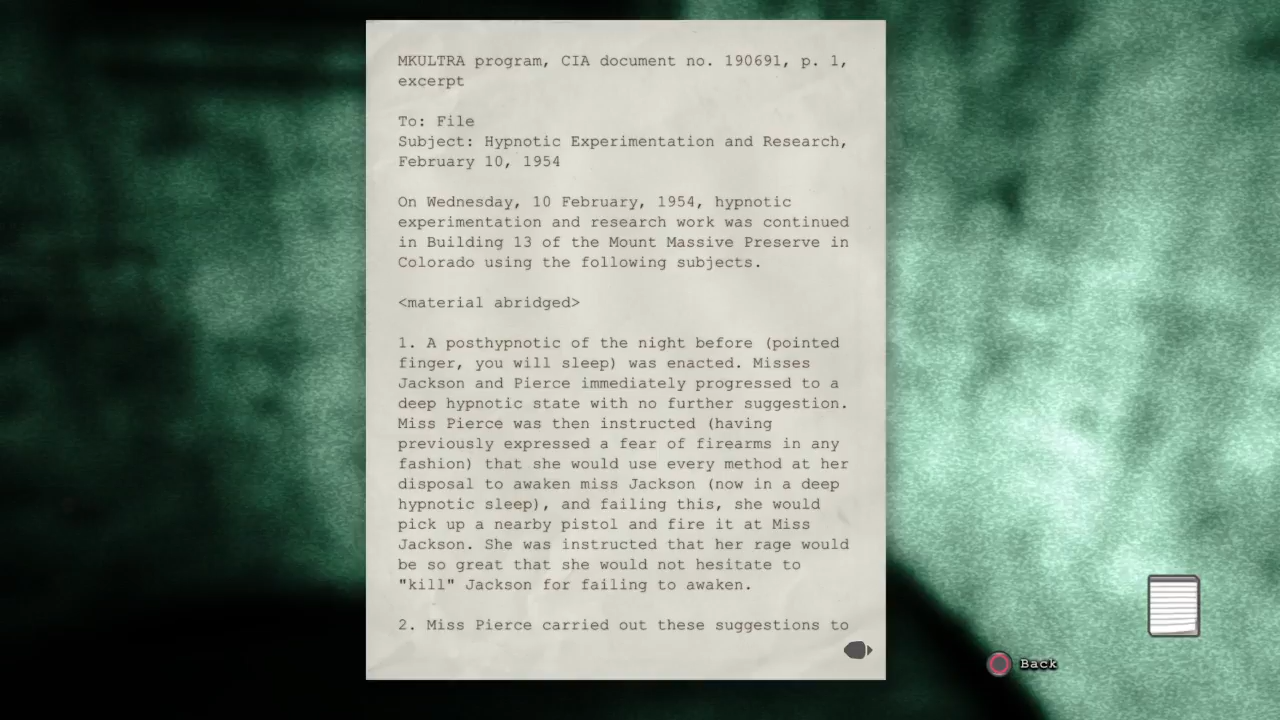 MKULTRA program, CIA document no. 190691, p. 1,
excerpt
To: File
Subject: Hypnotic Experimentation and Research,
February 10, 1954
On Wednesday, 10 February, 1954, hypnotic
experimentation and research work was continued
in Building 13 of the Mount Massive Preserve in
Colorado using the following subjects.
<material abridged>
1. A posthypnotic of the night before (pointed
finger, you will sleep) was enacted. Misses
Jackson and Pierce immediately progressed to a
deep hypnotic state with no further suggestion.
Miss Pierce was then instructed (having
previously expressed a fear of firearms in any
fashion) that she would use every method at her
disposal to awaken miss Jackson (now in a deep
hypnotic sleep), and failing this, she would
pick up a nearby pistol and fire it at Miss
Jackson. She was instructed that her rage would
be so great that she would not hesitate to
"kill" Jackson for failing to awaken.
2. Miss Pierce carried out these suggestions to
Back